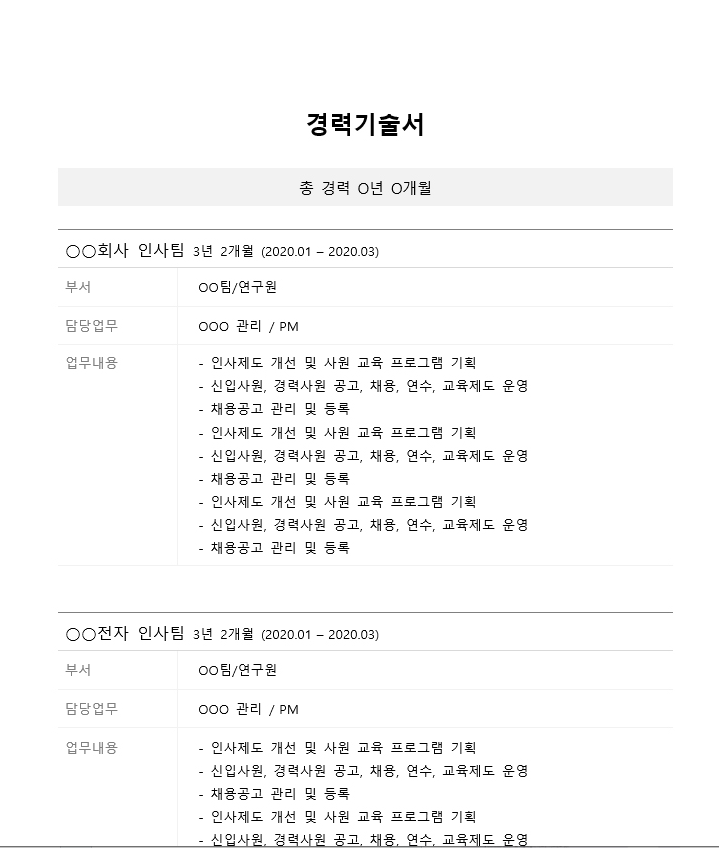 경력기술서
총 경력 O년 O개월
○○회사 인사팀 3년 2개월 (2020.01 – 2020.03)
부서 OO팀/연구원
담당업무 OOO 관리 / PM
업무내용 - 인사제도 개선 및 사원 교육 프로그램 기획
- 신입사원, 경력사원 공고, 채용, 연수, 교육제도 운영
- 채용공고 관리 및 등록
- 인사제도 개선 및 사원 교육 프로그램 기획
- 신입사원, 경력사원 공고, 채용, 연수, 교육제도 운영
- 채용공고 관리 및 등록
- 인사제도 개선 및 사원 교육 프로그램 기획
- 신입사원, 경력사원 공고, 채용, 연수, 교육제도 운영
- 채용공고 관리 및 등록
○○전자 인사팀 3년 2개월 (2020.01 – 2020.03)
부서 OO팀/연구원
담당업무 OOO 관리 / PM
업무내용 - 인사제도 개선 및 사원 교육 프로그램 기획
- 신입사원, 경력사원 공고, 채용, 연수, 교육제도 운영
- 채용공고 관리 및 등록
- 인사제도 개선 및 사원 교육 프로그램 기획
- 신입사원, 경력사원 공고, 채용, 연수, 교육제도 운영